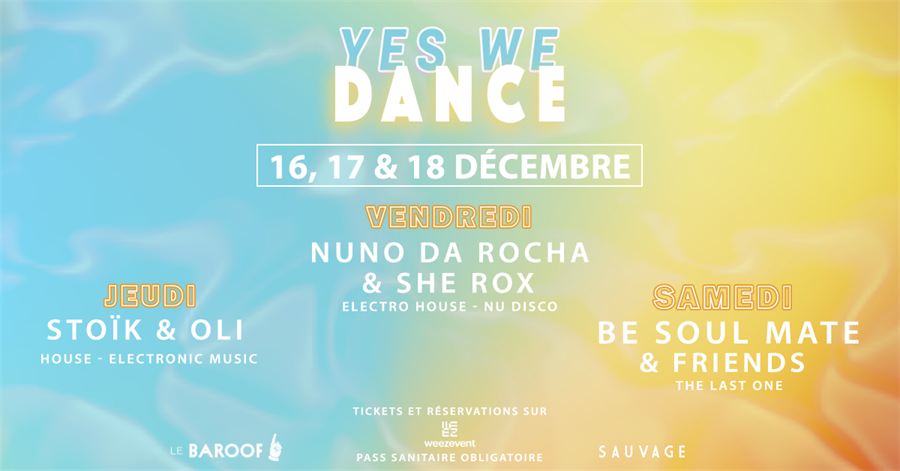 YES WE
DANCE
16, 17 & 18 DÉCEMBRE
JEUDI
STOÏK & OLI
HOUSE - ELECTRONIC MUSIC
VENDREDI
NUNO DA ROCHA
& SHE ROX
ELECTRO HOUSE - NU DISCO
SAMEDI
BE SOUL MATE
& FRIENDS
THE LAST ONE
TICKETS ET RÉSERVATIONS SUR
WEEZ
weezevent
PASS SANITAIRE OBLIGATOIRE
LE BAROOF
SAUVAGE